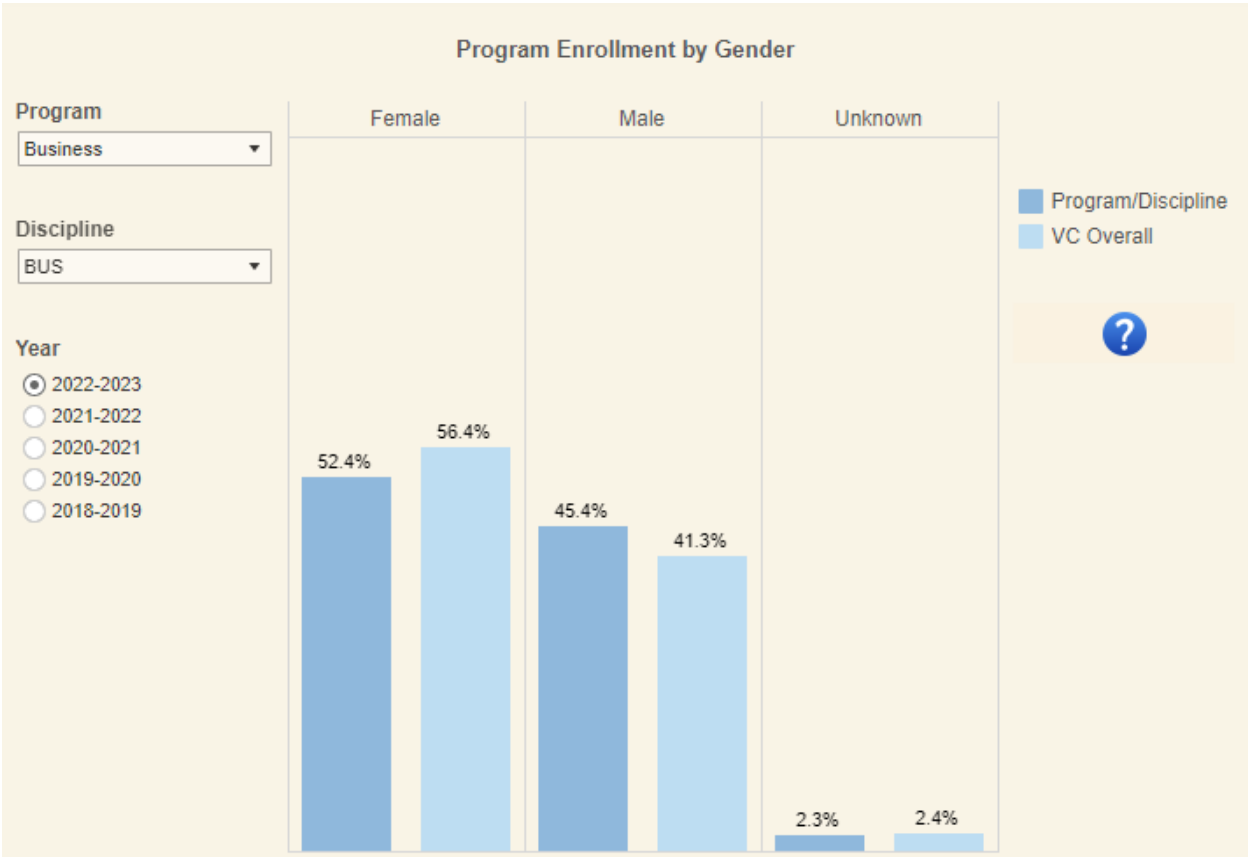 Program Enrollment by Gender
Program
Business
Discipline
BUS
Year
2022-2023
2021-2022
2020-2021
2019-2020
2018-2019
Female
Male
Unknown
52.4%
56.4%
45.4%
41.3%
2.3%
2.4%
Program/Discipline
VC Overall
?